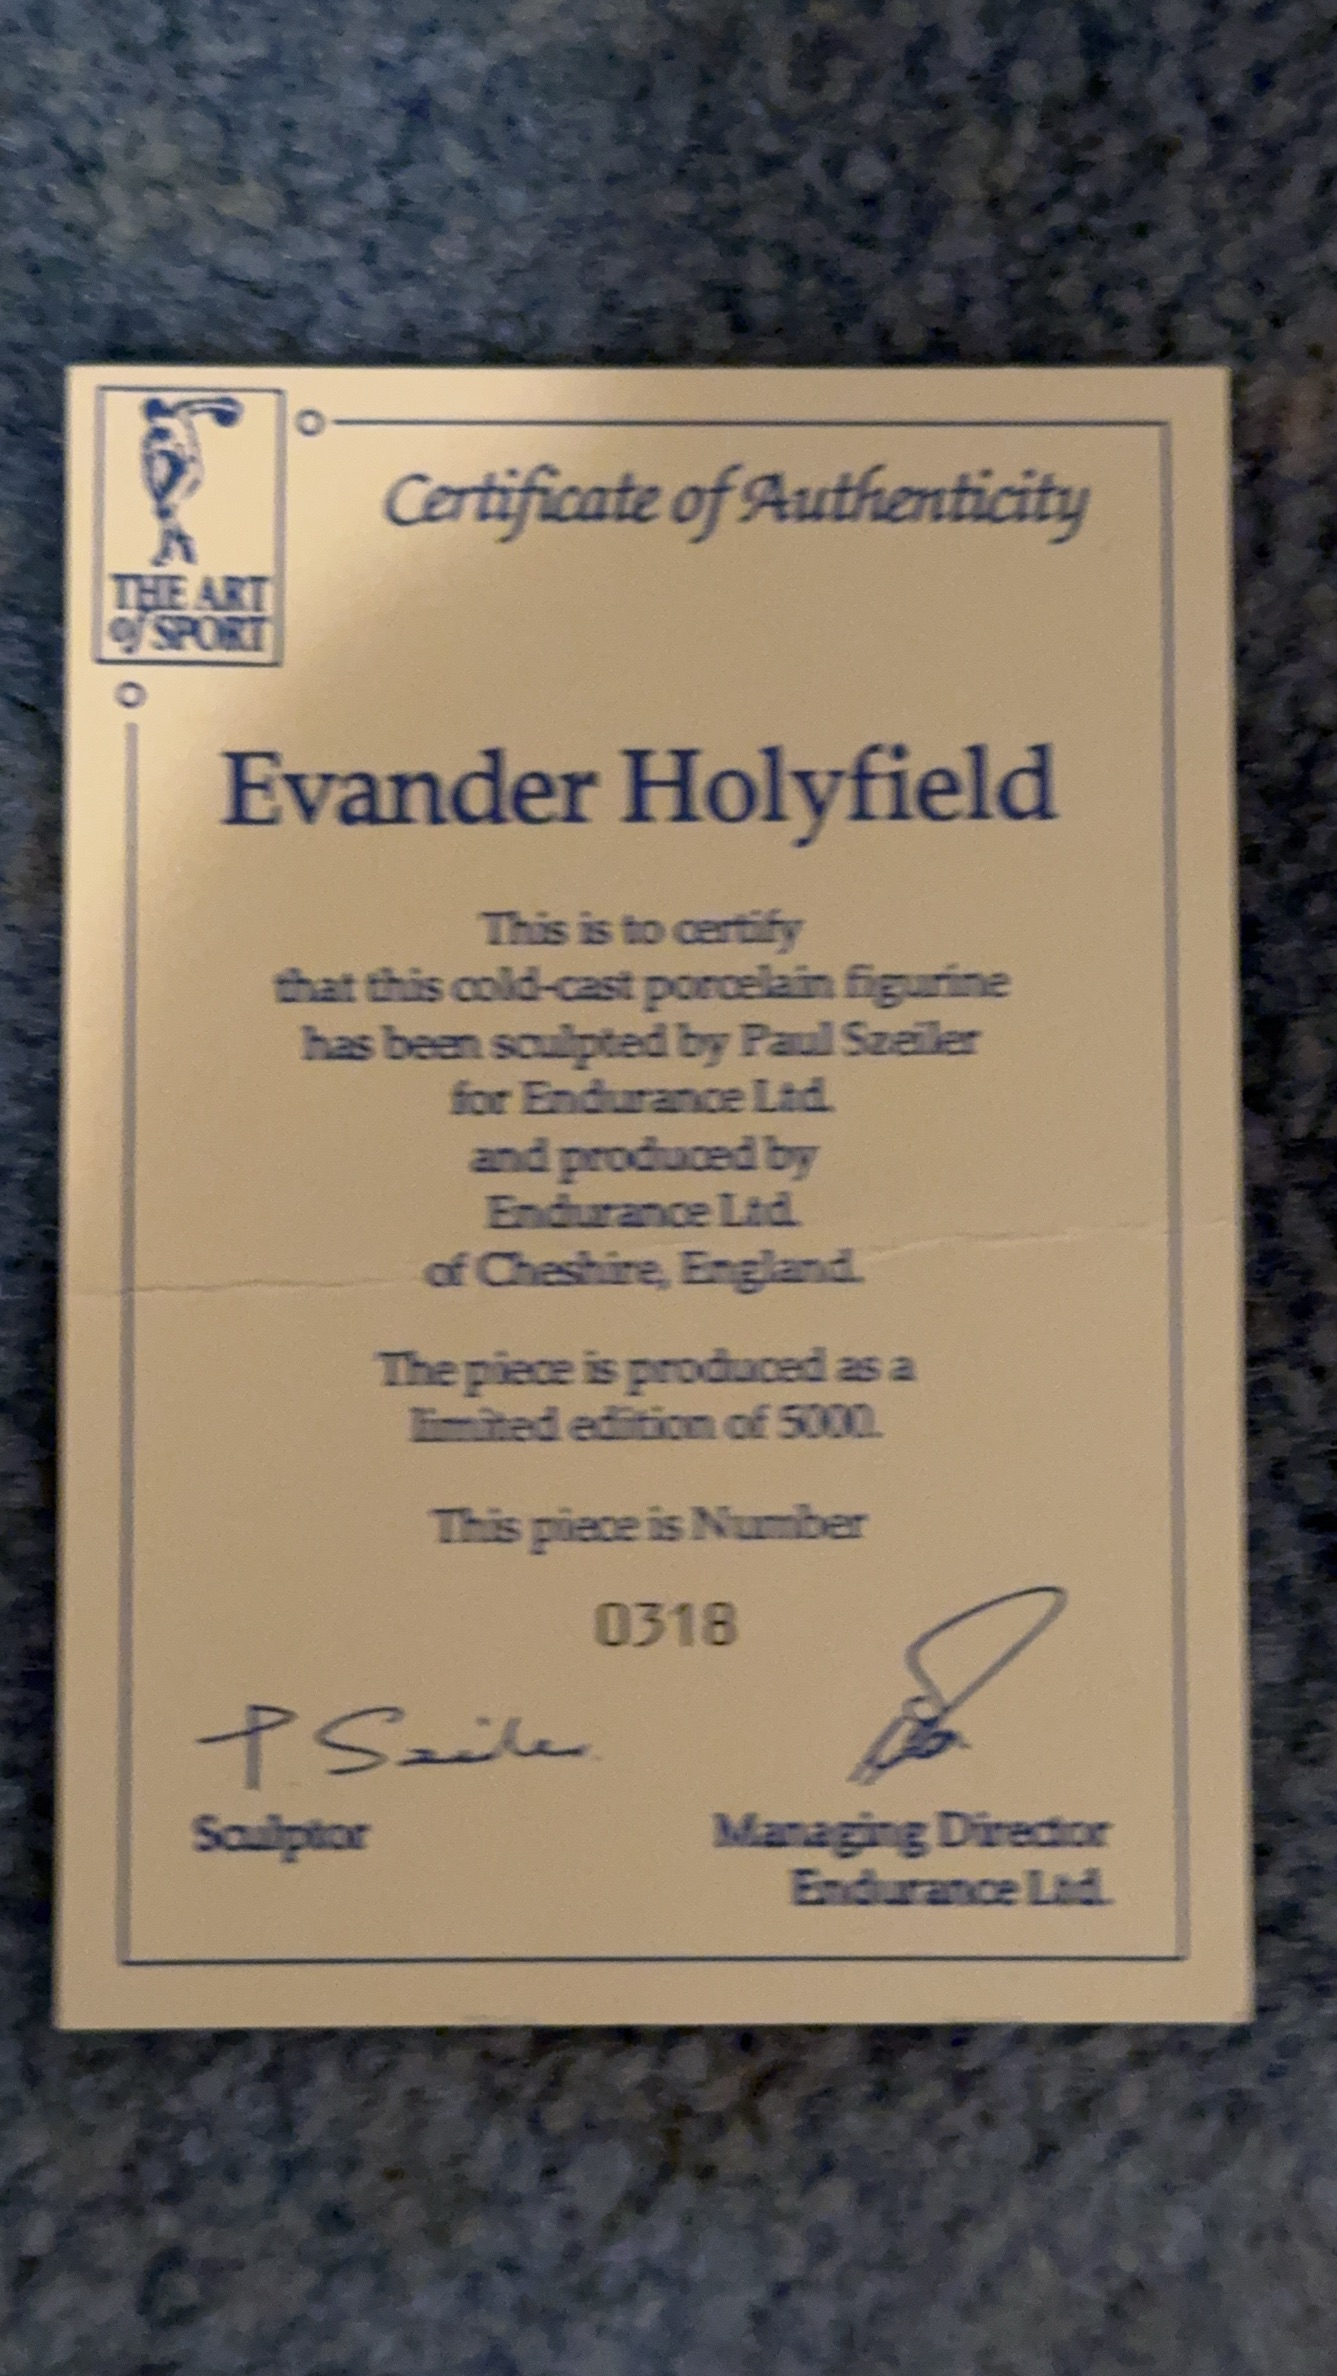 THE ART
of SPORT
Certificate of Authenticity
Evander Holyfield
This is to certify
that this cold-cast porcelain figurine
has been sculpted by Paul Szeiler
for Endurance Ltd.
and produced by
Endurance Ltd.
of Cheshire, England.
The piece is produced as a
limited edition of 5000.
This piece is Number
0318
P Szeiler
Sculptor
Managing Director
Endurance Ltd.